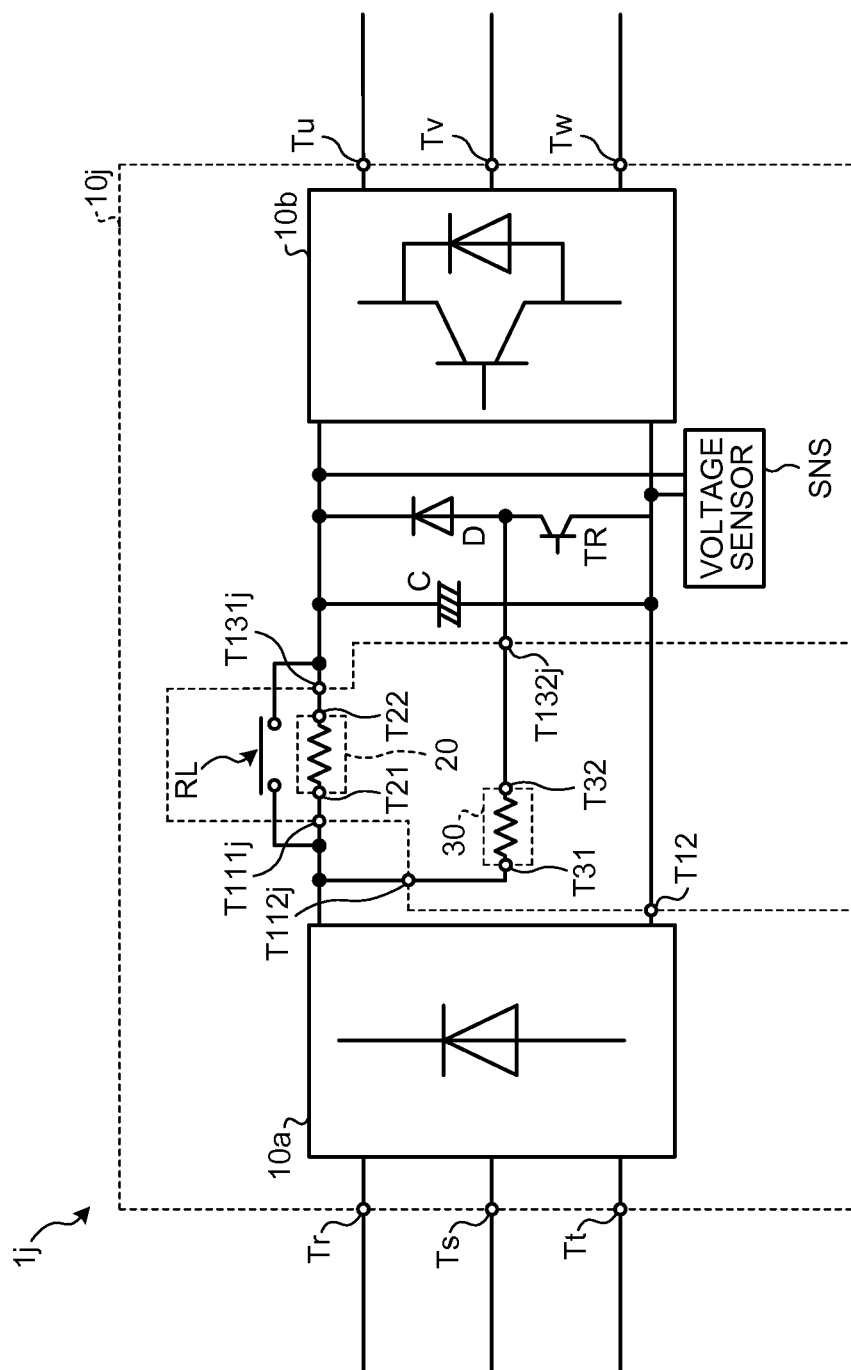 1j
10j
Tr
Ts
Tt
10a
T111j
T112j
RL
T21
T22
20
T131j
30
T31
T32
T132j
T12
C
D
TR
VOLTAGE
SENSOR
SNS
10b
Tu
Tv
Tw